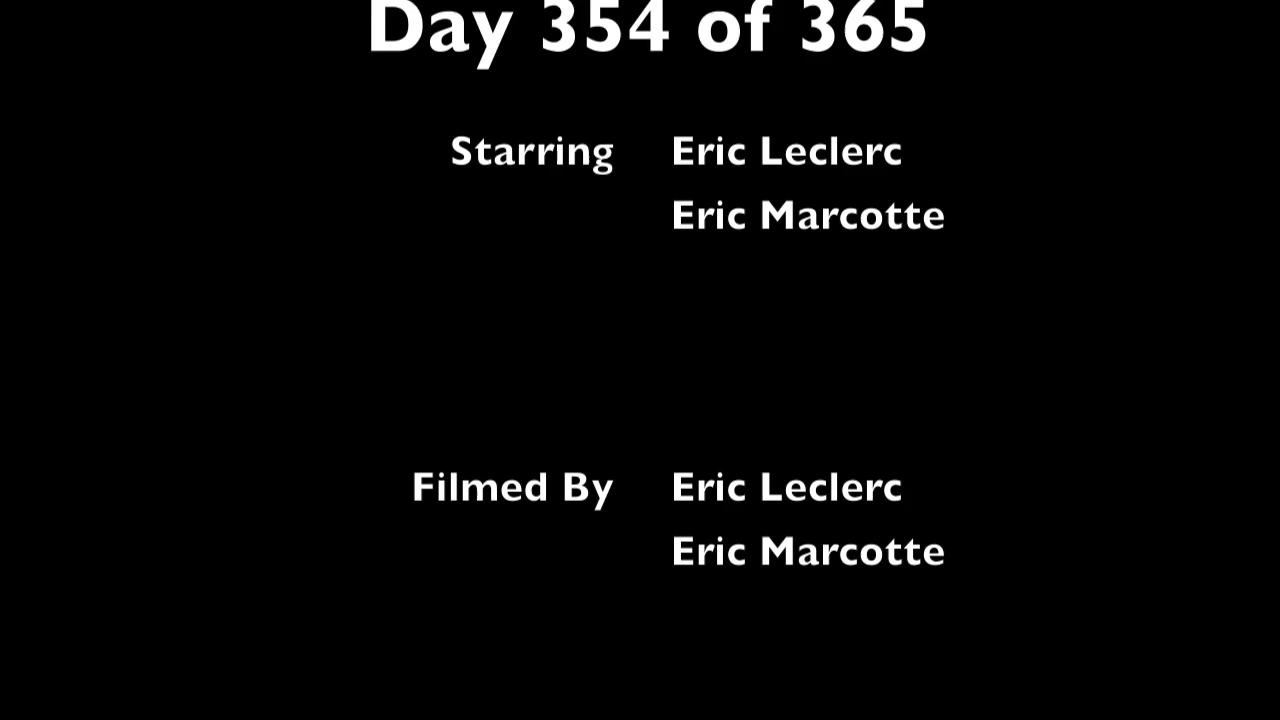 Day 354 of 365
Starring Eric Leclerc
Eric Marcotte
Filmed By Eric Leclerc
Eric Marcotte